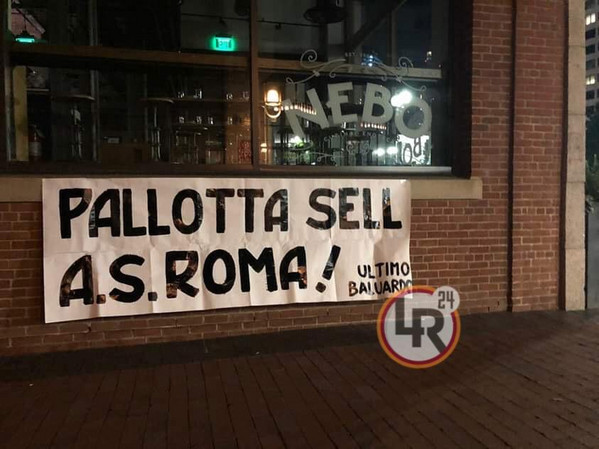 NEBO
PALLOTTA SELL
A.S.ROMA!
ULTIMO
BALUARDO
LR
24